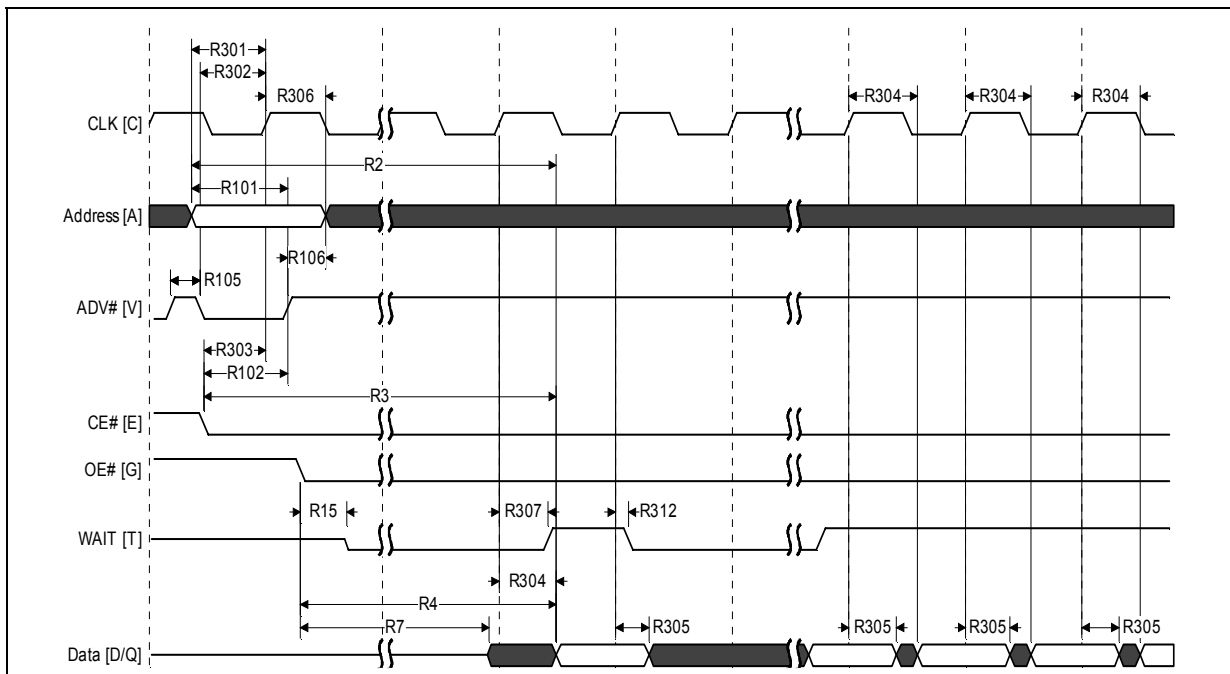 R301
R302
R306
R304 R304 R304
CLK [C]
R2
R101
Address [A]
R106
R105
ADV# [V]
R303
R102
R3
CE# [E]
OE# [G]
R15 R307 R312
WAIT [T]
R304
R4
R7 R305 R305 R305 R305
Data [D/Q]